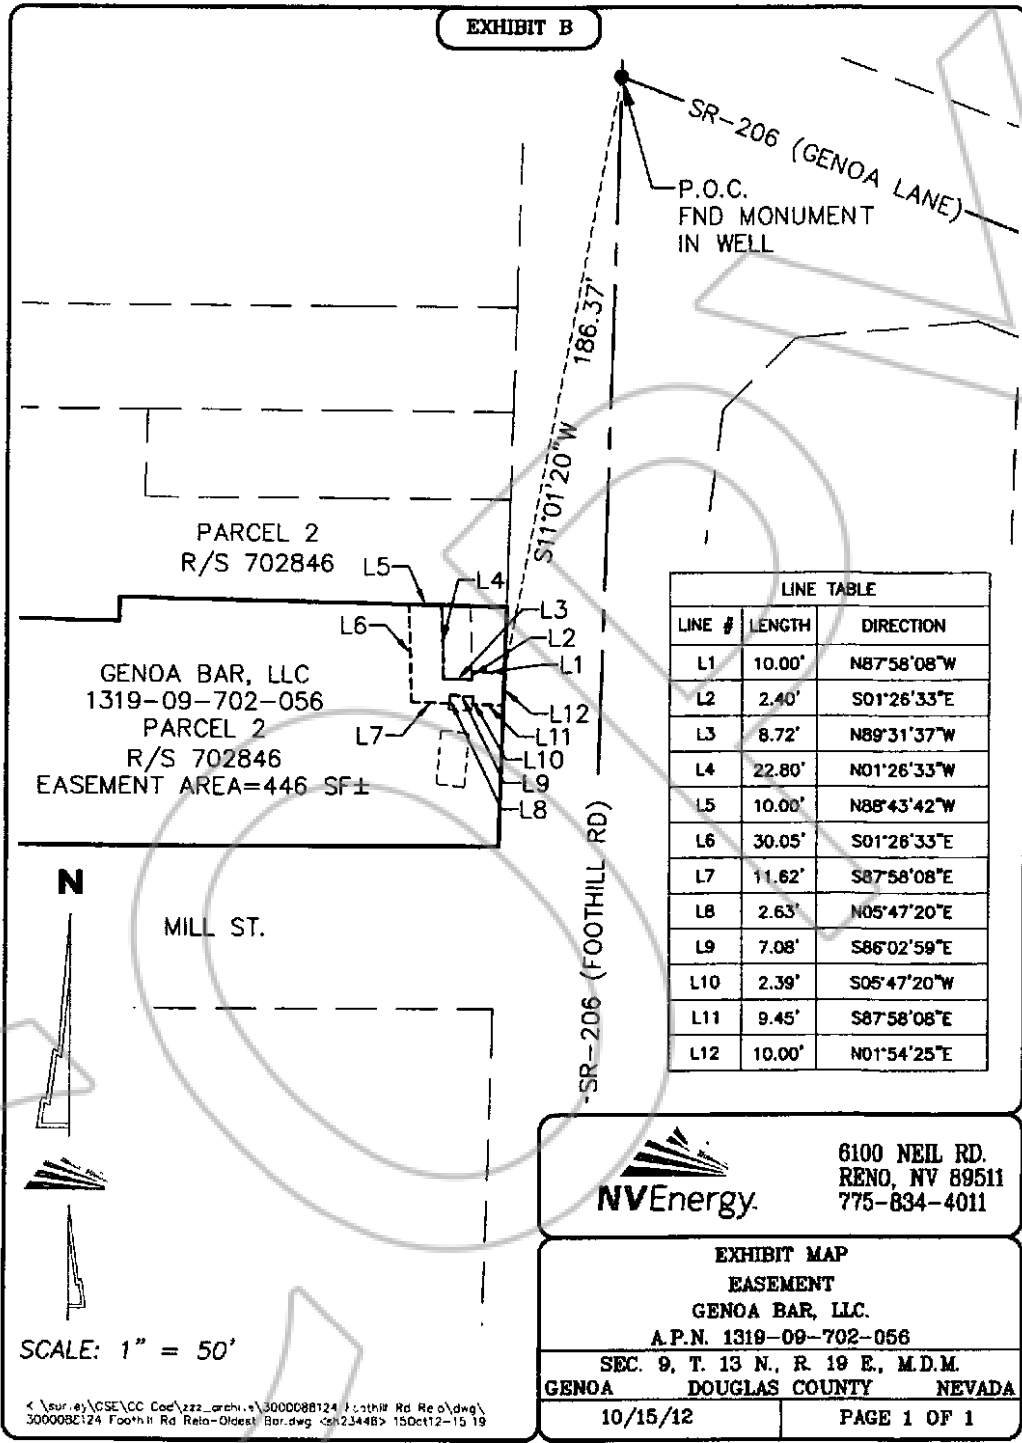 EXHIBIT B
SR-206 (GENOA LANE)
P.O.C.
FND MONUMENT
IN WELL
186.37'
S11°01'20"W
PARCEL 2
R/S 702846
L5
L4
L3
L2
L1
L6
L12
L11
L10
L9
L8
L7
GENOA BAR, LLC
1319-09-702-056
PARCEL 2
R/S 702846
EASEMENT AREA=446 SF±
LINE TABLE
LINE # LENGTH DIRECTION
L1 10.00' N87°58'08"W
L2 2.40' S01°26'33"E
L3 8.72' N89°31'37"W
L4 22.80' N01°26'33"W
L5 10.00' N88°43'42"W
L6 30.05' S01°26'33"E
L7 11.62' S87°58'08"E
L8 2.63' N05°47'20"E
L9 7.08' S86°02'59"E
L10 2.39' S05°47'20"W
L11 9.45' S87°58'08"E
L12 10.00' N01°54'25"E
N
MILL ST.
SR-206 (FOOTHILL RD)
SCALE: 1" = 50'
NVEnergy.
6100 NEIL RD.
RENO, NV 89511
775-834-4011
EXHIBIT MAP
EASEMENT
GENOA BAR, LLC.
A.P.N. 1319-09-702-056
SEC. 9, T. 13 N., R. 19 E., M.D.M.
GENOA DOUGLAS COUNTY NEVADA
10/15/12 PAGE 1 OF 1
Foothill Rd Relo-Oldest Bar.dwg